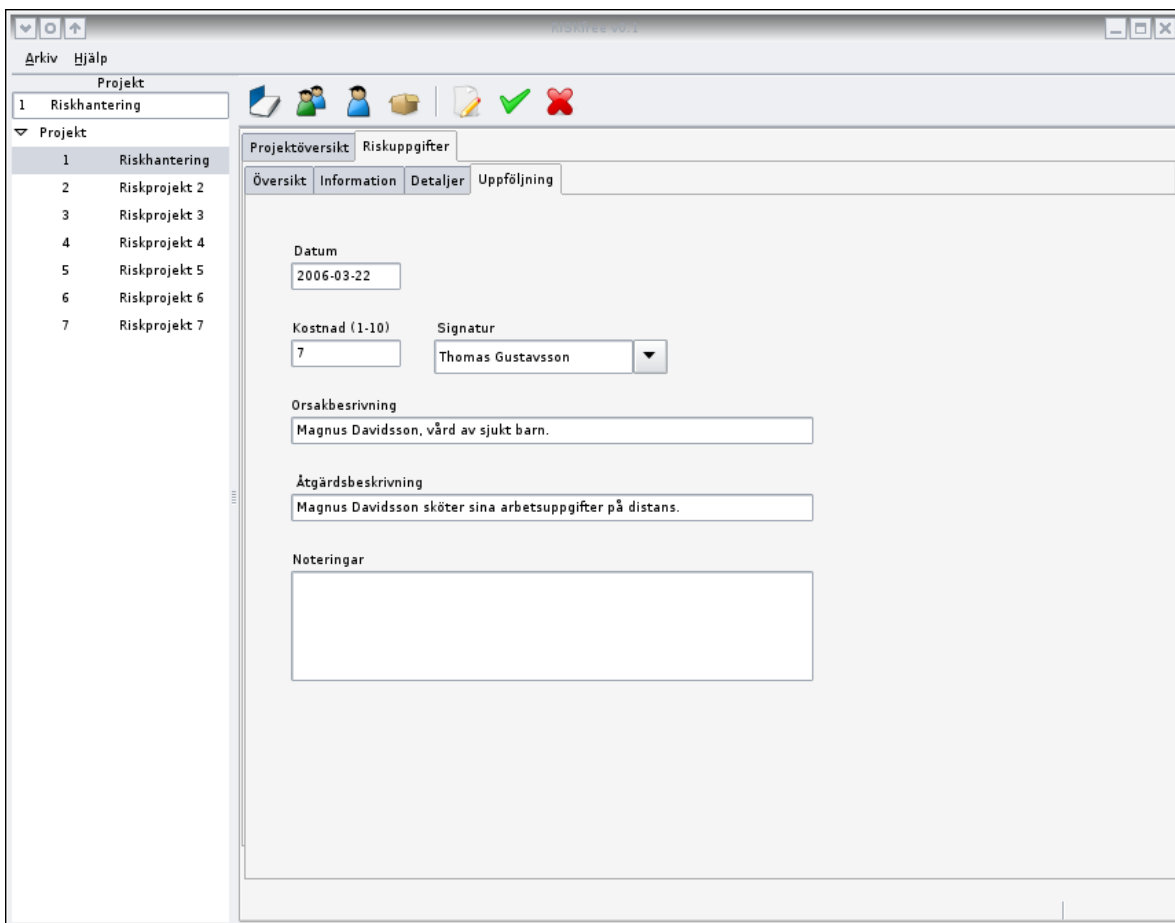 RiskTree v0.1
Arkiv Hjälp
Projekt
1 Riskhantering
Projekt
1 Riskhantering
2 Riskprojekt 2
3 Riskprojekt 3
4 Riskprojekt 4
5 Riskprojekt 5
6 Riskprojekt 6
7 Riskprojekt 7
Projektöversikt Riskuppgifter
Översikt Information Detaljer Uppföljning
Datum
2006-03-22
Kostnad (1-10) Signatur
7 Thomas Gustavsson
Orsakbesrivning
Magnus Davidsson, vård av sjukt barn.
Åtgärdsbeskrivning
Magnus Davidsson sköter sina arbetsuppgifter på distans.
Noteringar